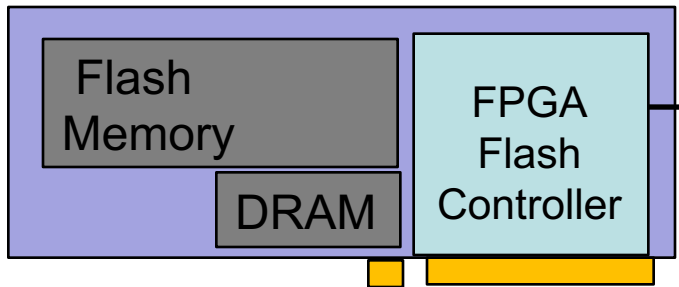 Flash
Memory
DRAM
FPGA
Flash
Controller